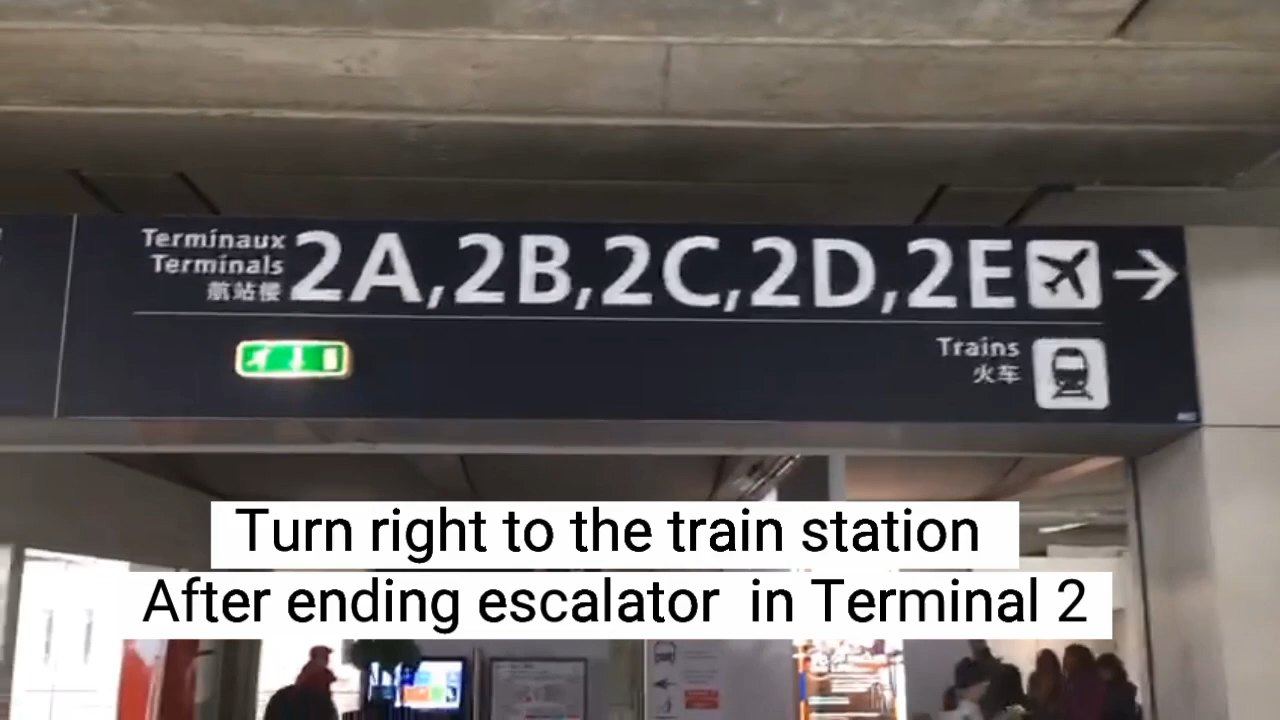 Terminaux
Terminals
航站楼
2A,2B,2C,2D,2E
Trains
火车
Turn right to the train station
After ending escalator in Terminal 2